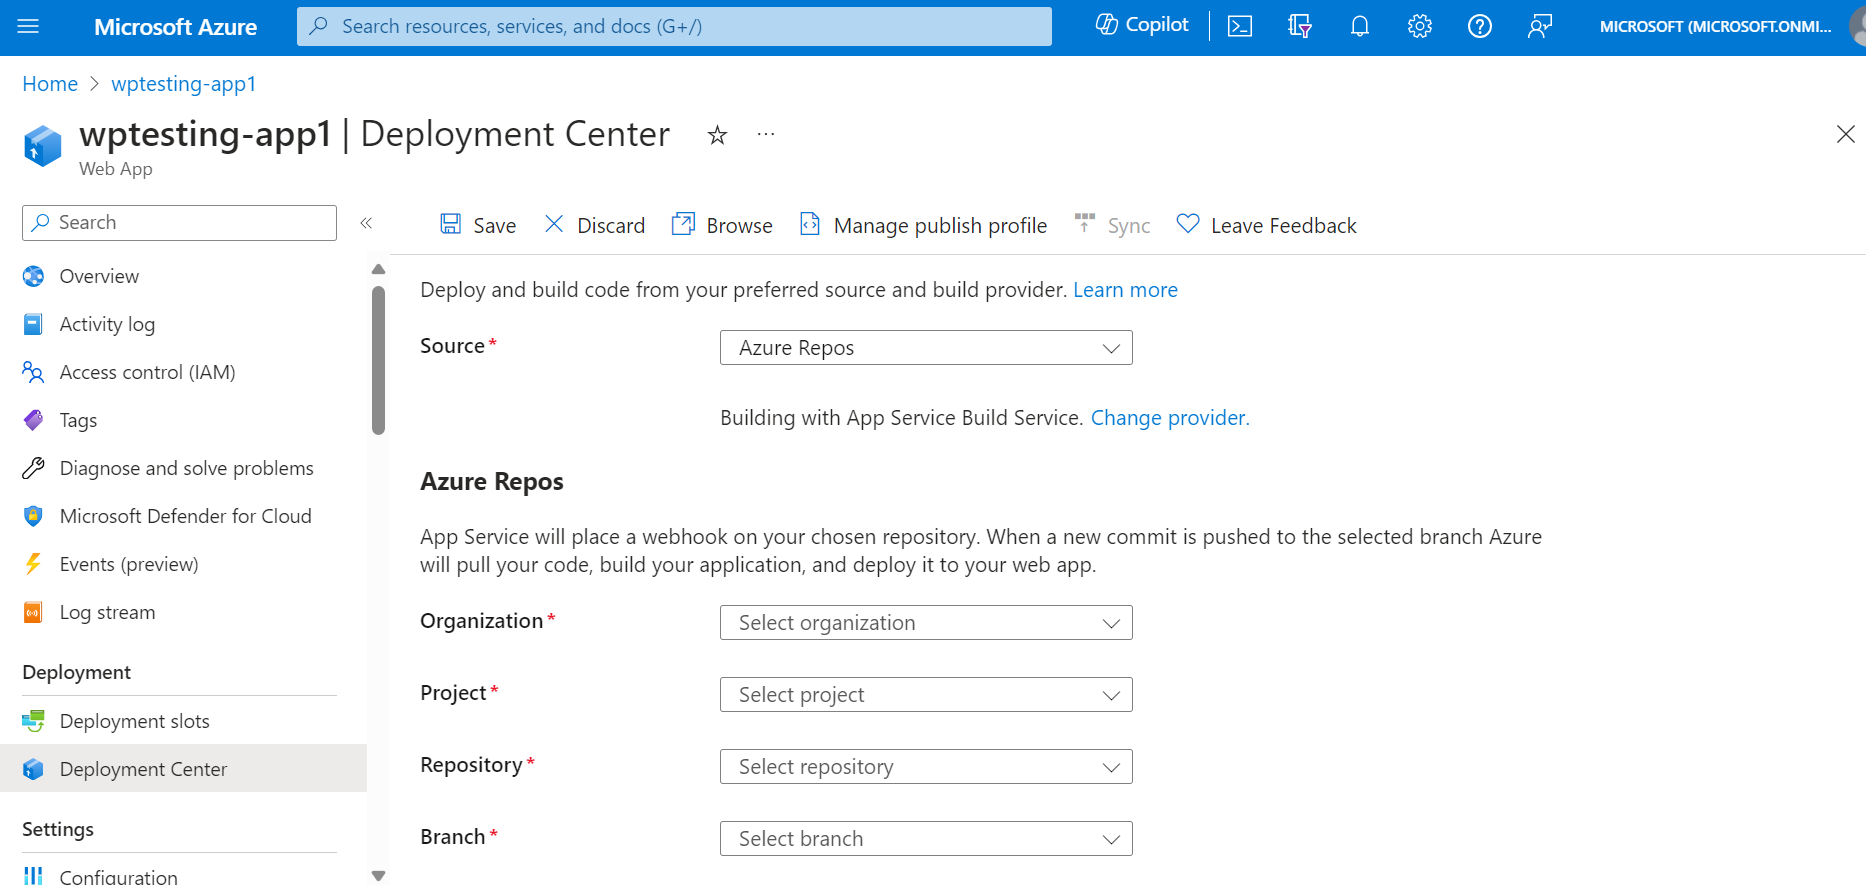 Microsoft Azure
Search resources, services, and docs (G+/)
Copilot
MICROSOFT (MICROSOFT.ONMI...
Home > wptesting-app1
wptesting-app1 | Deployment Center
...
Web App
Search
«
Save
Discard
Browse
Manage publish profile
Sync
Leave Feedback
Overview
Activity log
Access control (IAM)
Tags
Diagnose and solve problems
Microsoft Defender for Cloud
Events (preview)
Log stream
Deployment
Deployment slots
Deployment Center
Settings
Configuration
Deploy and build code from your preferred source and build provider. Learn more
Source*
Azure Repos
Building with App Service Build Service. Change provider.
Azure Repos
App Service will place a webhook on your chosen repository. When a new commit is pushed to the selected branch Azure
will pull your code, build your application, and deploy it to your web app.
Organization*
Select organization
Project*
Select project
Repository*
Select repository
Branch*
Select branch